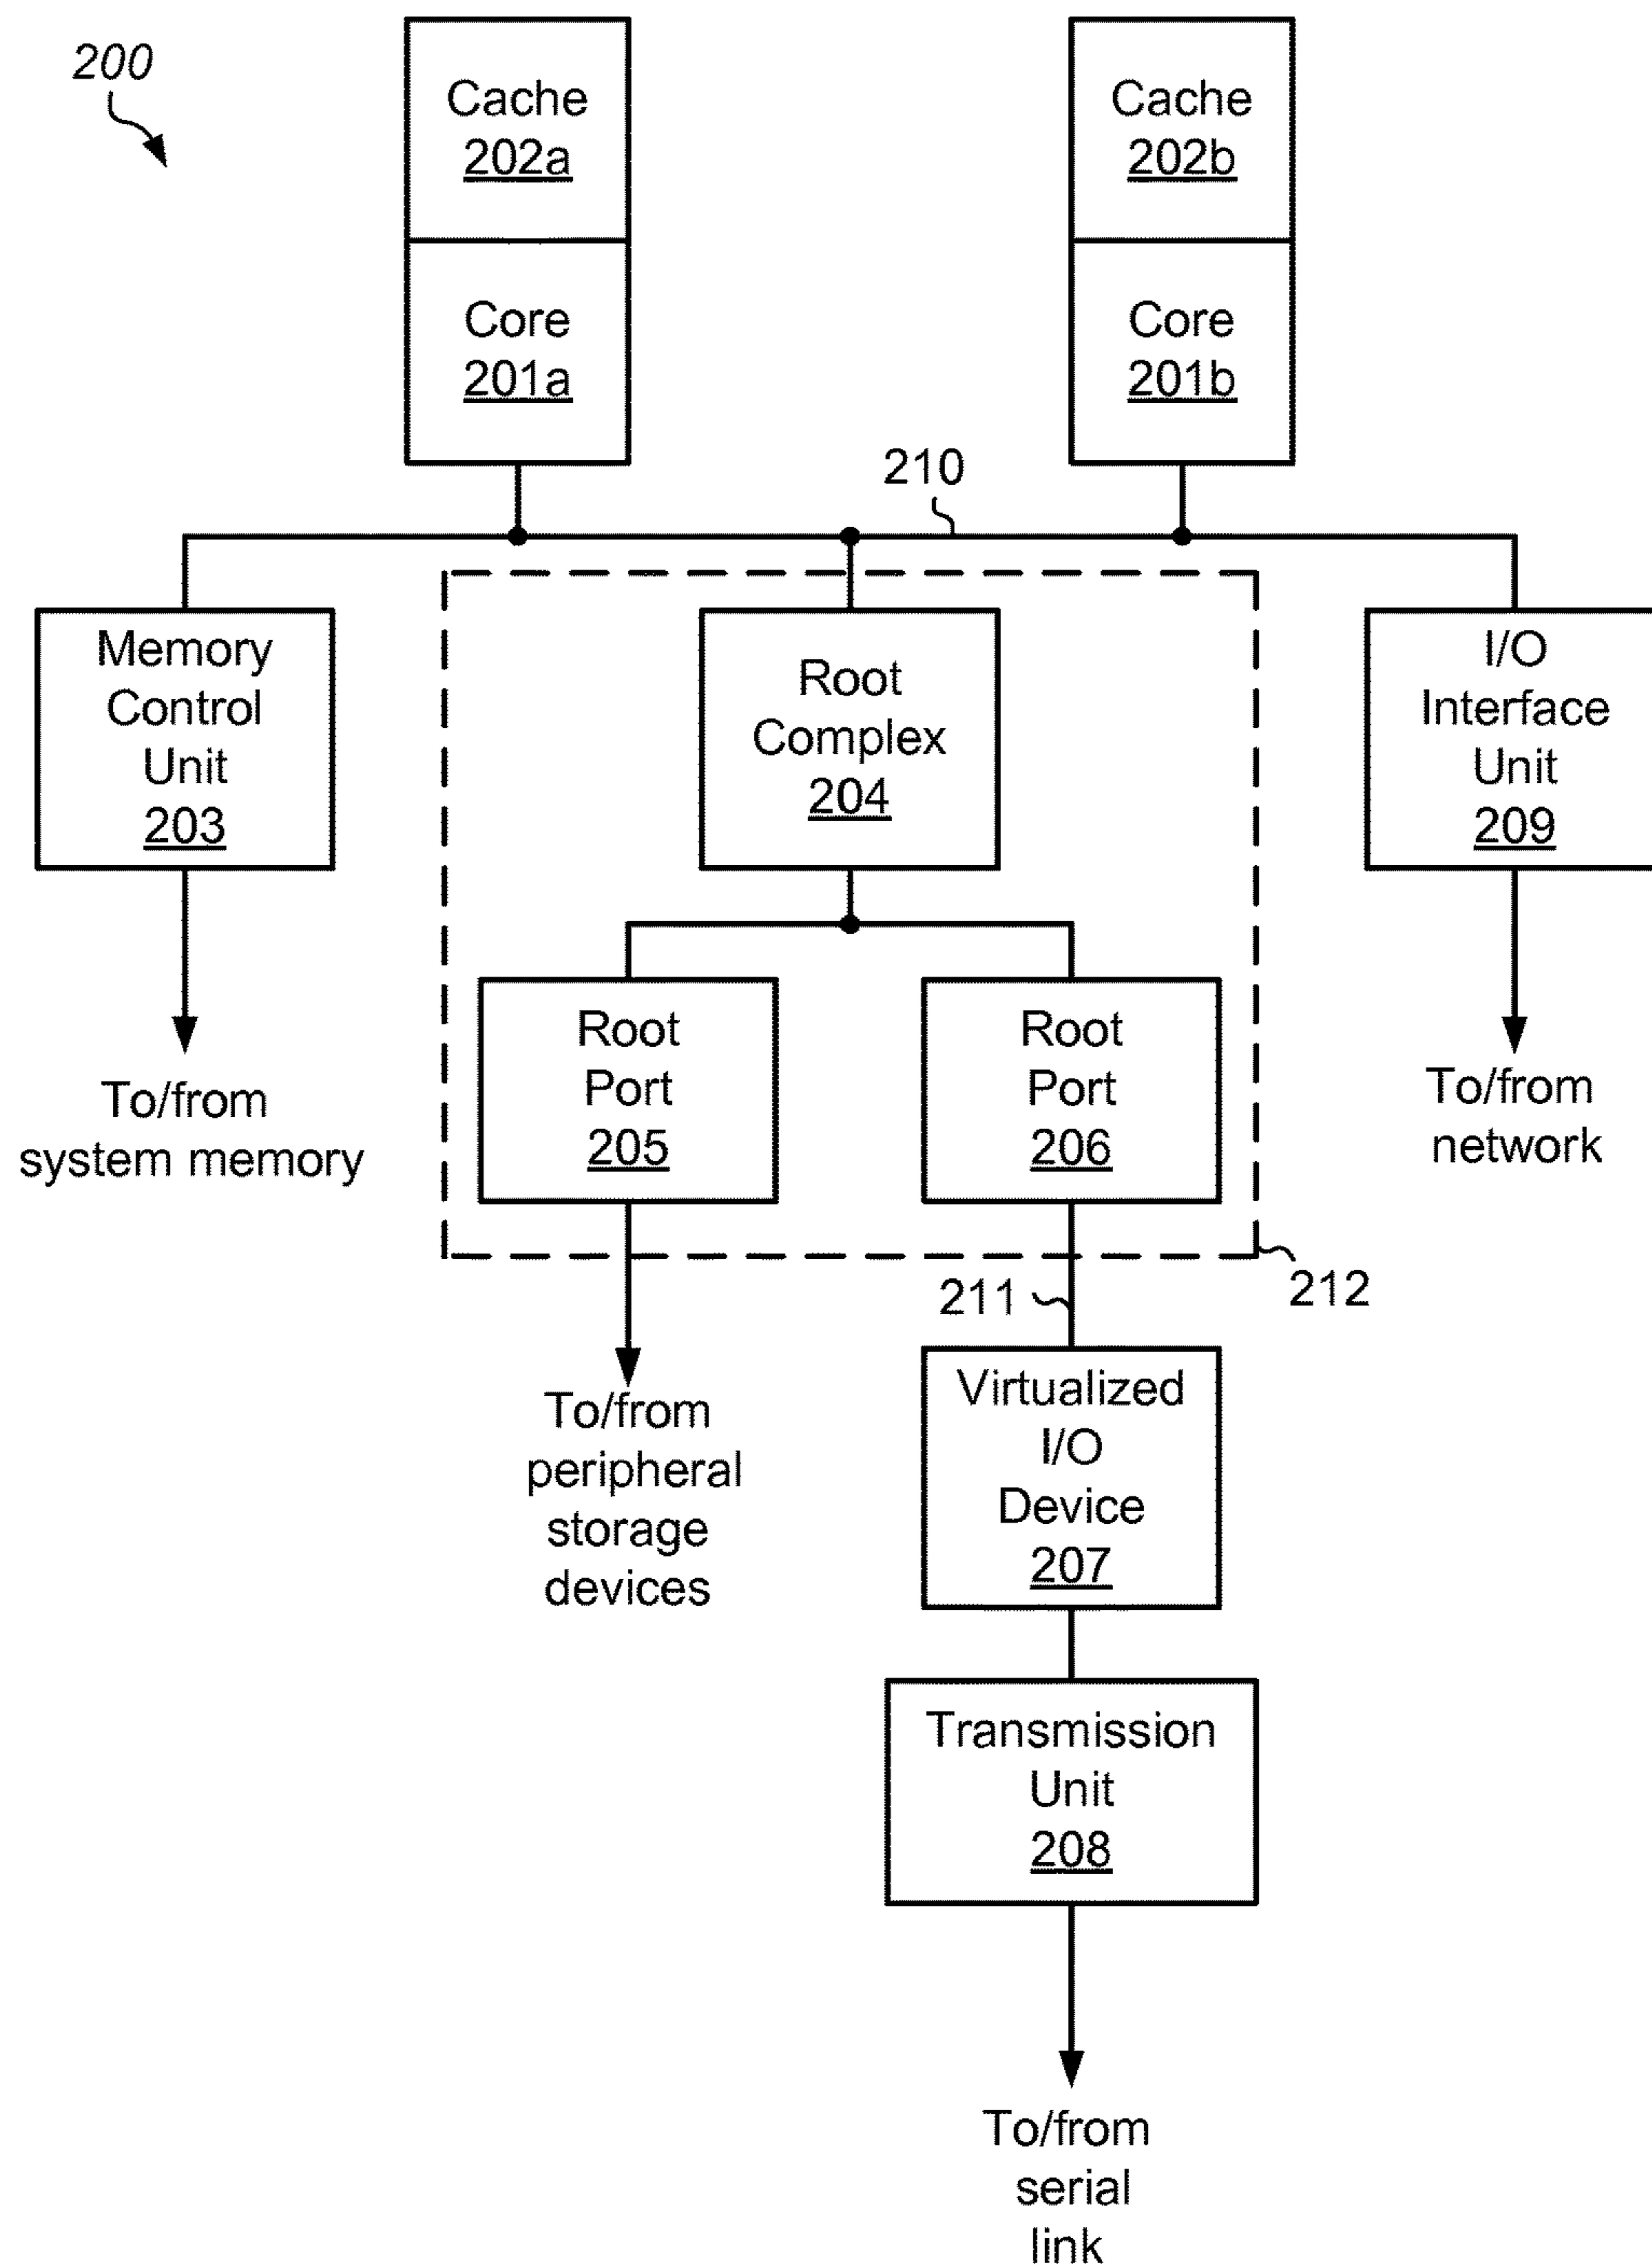 200
Cache
202a
Cache
202b
Core
201a
Core
201b
210
Memory
Control
Unit
203
Root
Complex
204
I/O
Interface
Unit
209
Root
Port
205
Root
Port
206
To/from
system memory
To/from
network
211
212
To/from
peripheral
storage
devices
Virtualized
I/O
Device
207
Transmission
Unit
208
To/from
serial
link